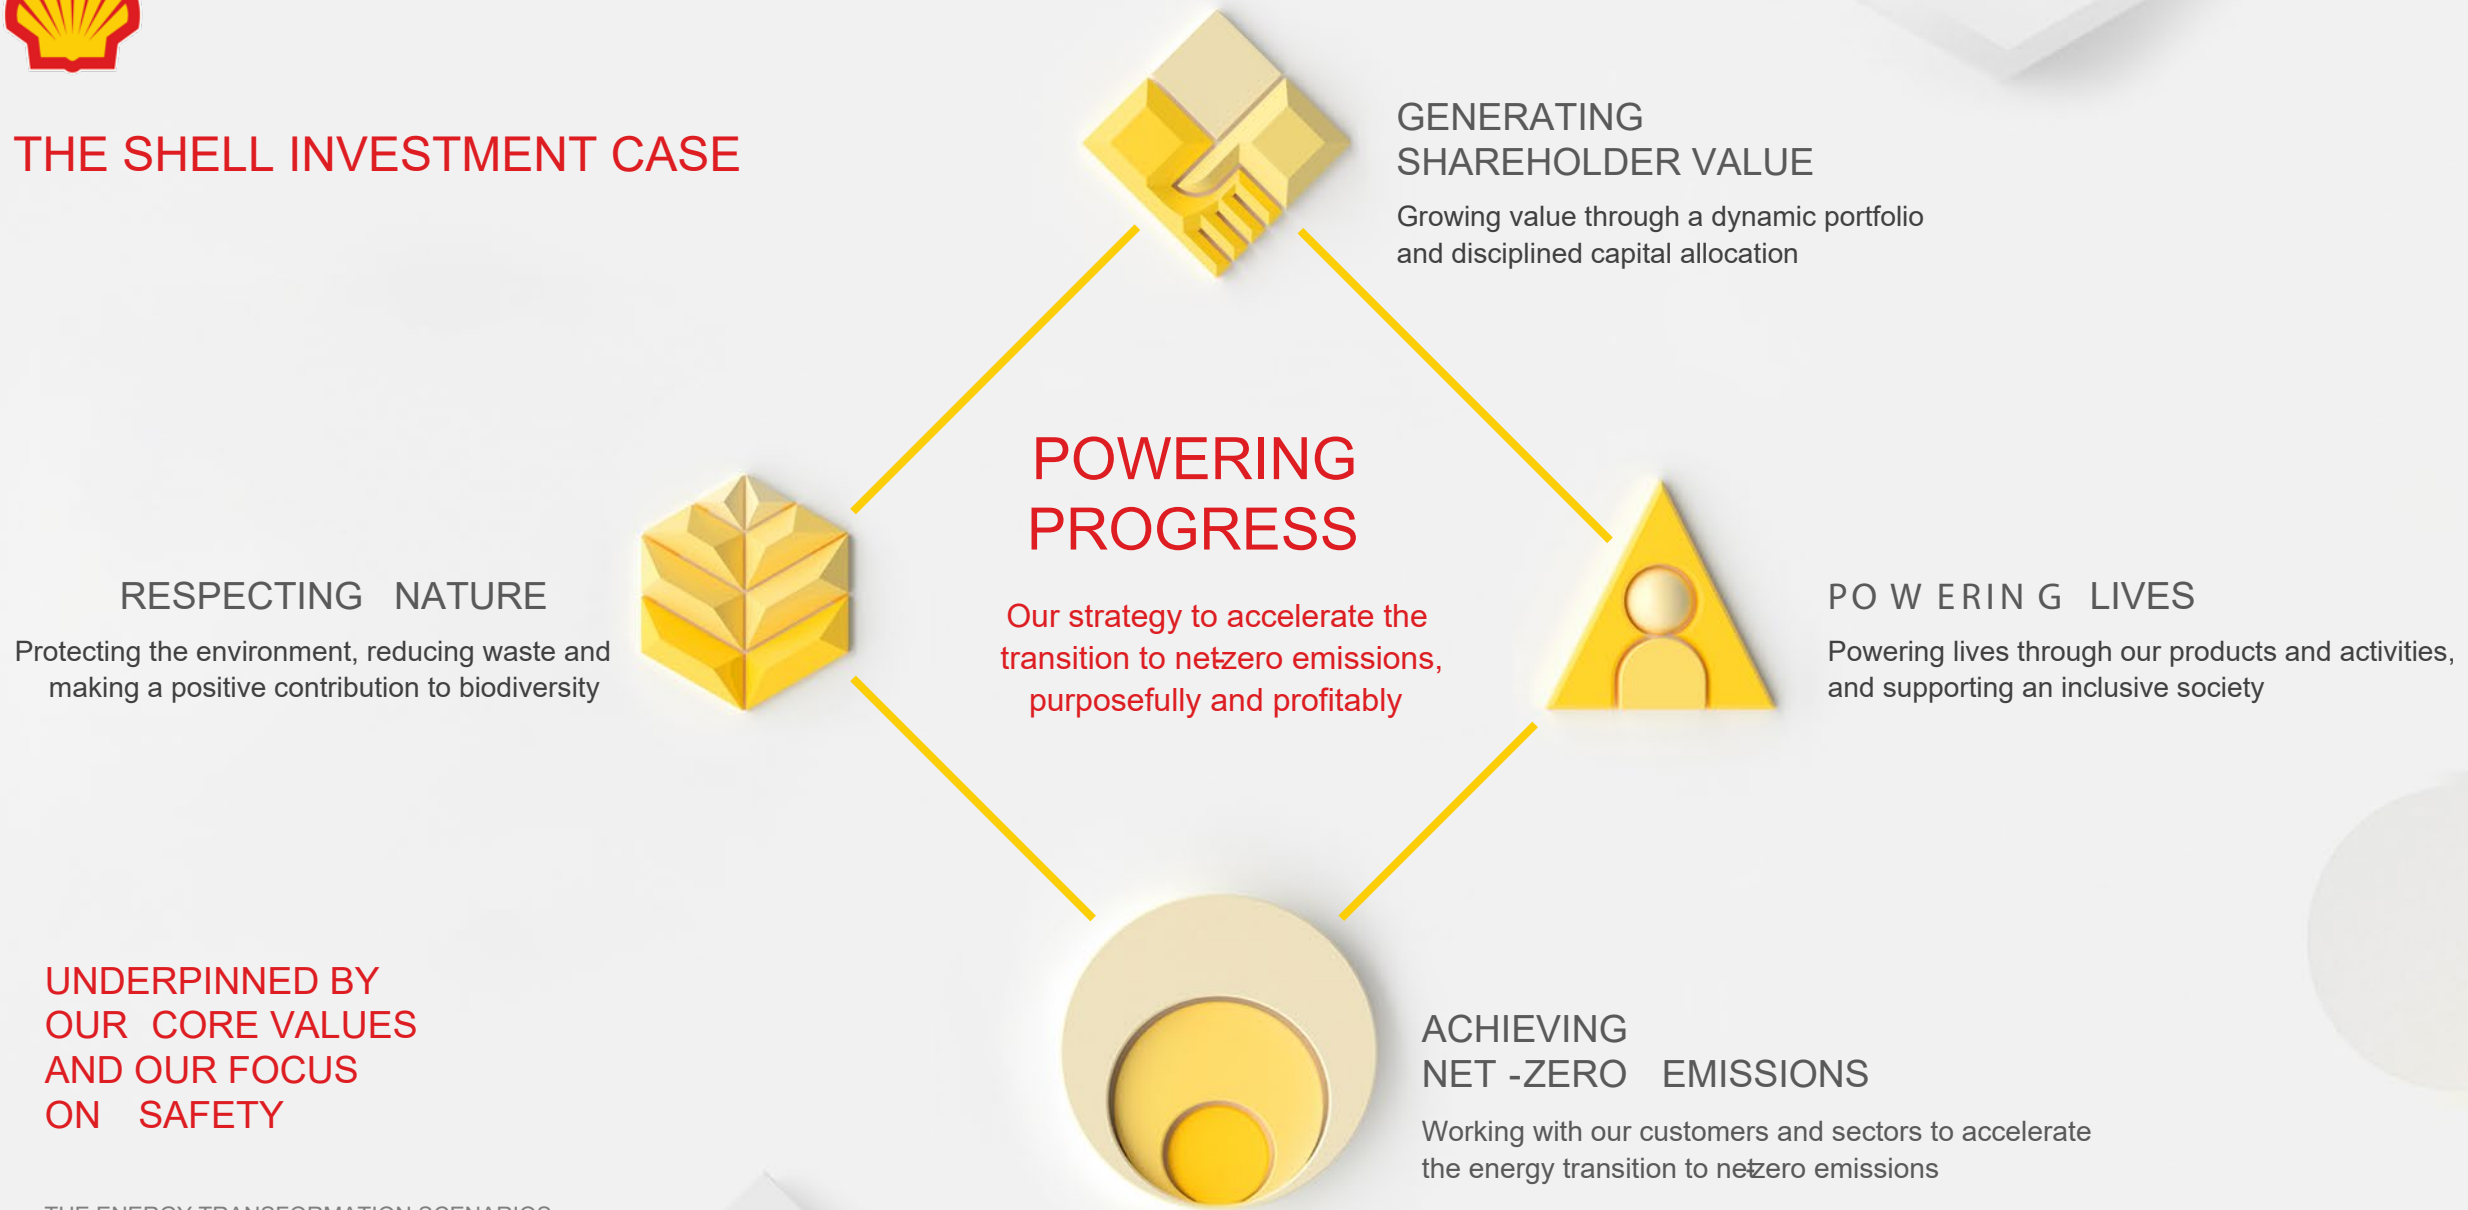 THE SHELL INVESTMENT CASE
GENERATING
SHAREHOLDER VALUE
Growing value through a dynamic portfolio
and disciplined capital allocation
POWERING
PROGRESS
Our strategy to accelerate the
transition to net-zero emissions,
purposefully and profitably
RESPECTING NATURE
Protecting the environment, reducing waste and
making a positive contribution to biodiversity
POWERING LIVES
Powering lives through our products and activities,
and supporting an inclusive society
UNDERPINNED BY
OUR CORE VALUES
AND OUR FOCUS
ON SAFETY
ACHIEVING
NET -ZERO EMISSIONS
Working with our customers and sectors to accelerate
the energy transition to net-zero emissions
THE ENERGY TRANSFORMATION SCENARIOS